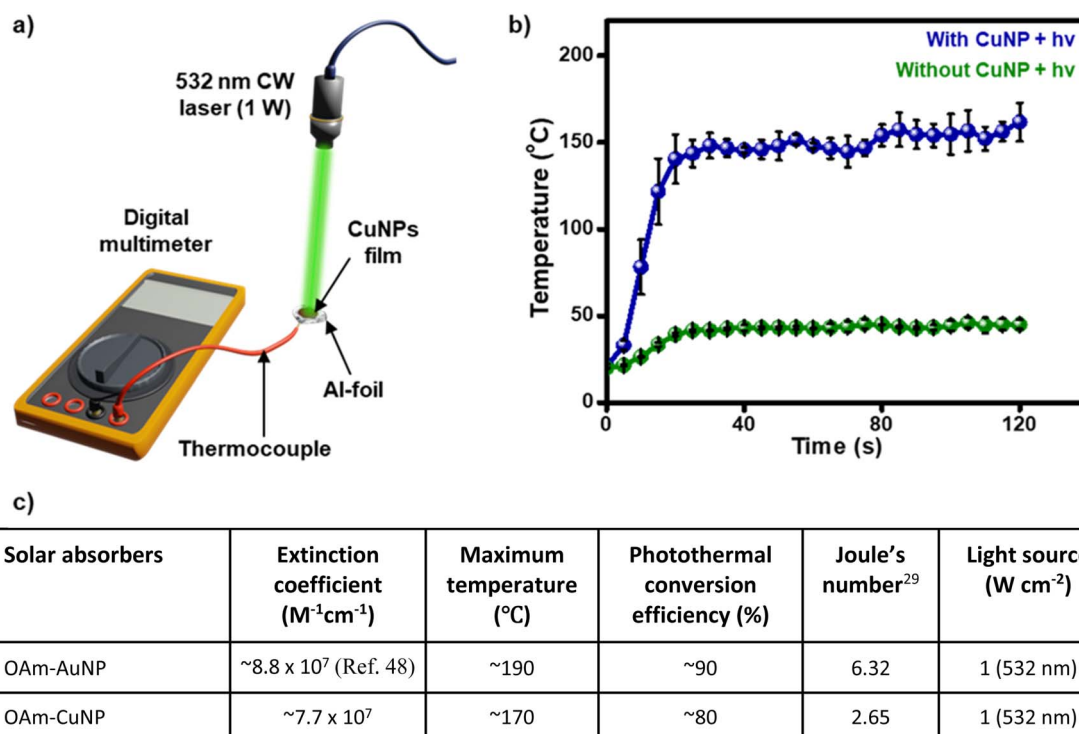 a)
532 nm CW
laser (1 W)
CuNPs
film
Digital
multimeter
Al-foil
Thermocouple
b)
With CuNP + hv
Without CuNP + hv
Temperature (°C)
200
150
100
50
0
0 40 80 120
Time (s)
c)
Solar absorbers | Extinction coefficient (M⁻¹cm⁻¹) | Maximum temperature (℃) | Photothermal conversion efficiency (%) | Joule’s number²⁹ | Light sourc (W cm⁻²)
OAm-AuNP | ~8.8 x 10⁷ (Ref. 48) | ~190 | ~90 | 6.32 | 1 (532 nm)
OAm-CuNP | ~7.7 x 10⁷ | ~170 | ~80 | 2.65 | 1 (532 nm)